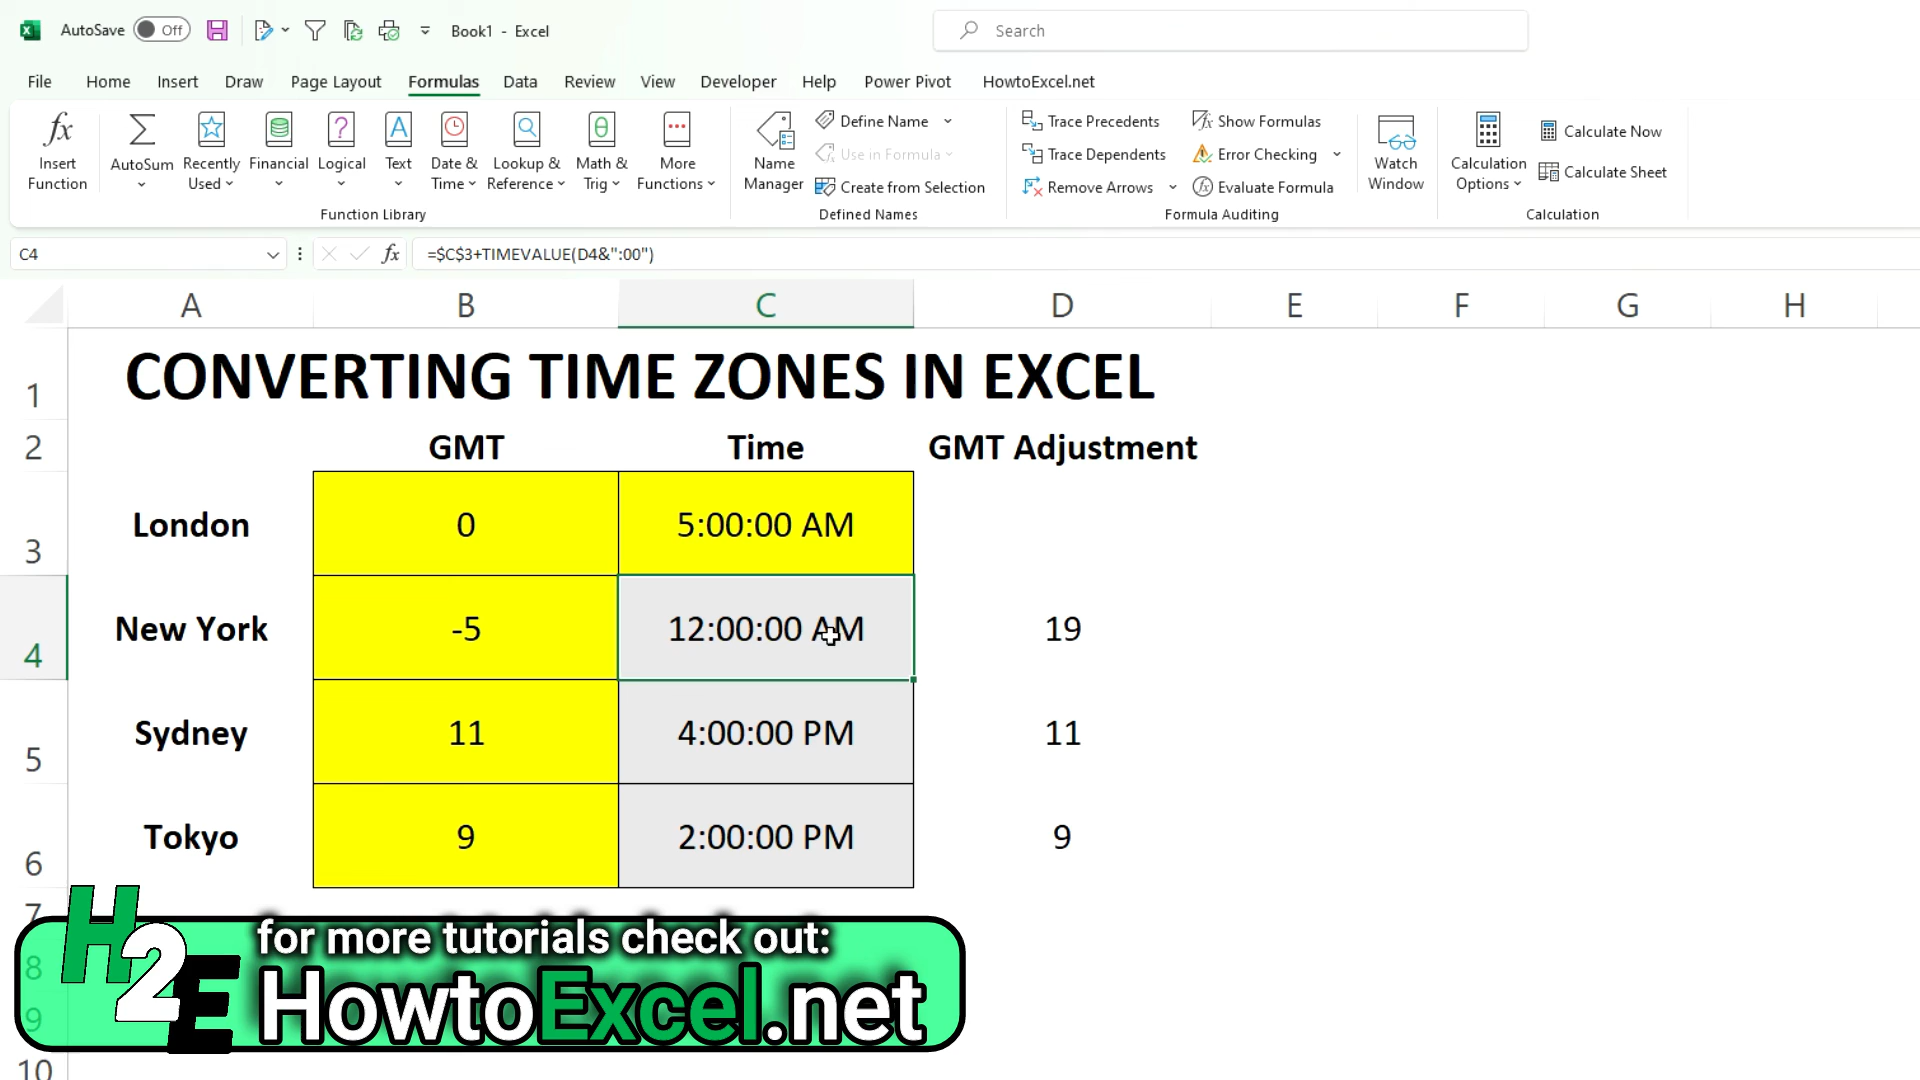 AutoSave Off Book1 - Excel Search
File Home Insert Draw Page Layout Formulas Data Review View Developer Help Power Pivot HowtoExcel.net
fx Insert Function
Σ AutoSum
Recently Used
Financial
Logical
A Text
Date & Time
Lookup & Reference
θ Math & Trig
More Functions
Function Library
Name Manager
Define Name
Use in Formula
Create from Selection
Defined Names
Trace Precedents
Trace Dependents
Remove Arrows
Show Formulas
Error Checking
Evaluate Formula
Formula Auditing
Watch Window
Calculation Options
Calculate Now
Calculate Sheet
Calculation
C4 fx =$C$3+TIMEVALUE(D4&":00")
A B C D E F G H
1 CONVERTING TIME ZONES IN EXCEL
2 GMT Time GMT Adjustment
3 London 0 5:00:00 AM
4 New York -5 12:00:00 AM 19
5 Sydney 11 4:00:00 PM 11
6 Tokyo 9 2:00:00 PM 9
7
8
9
10
H2E
for more tutorials check out:
HowtoExcel.net